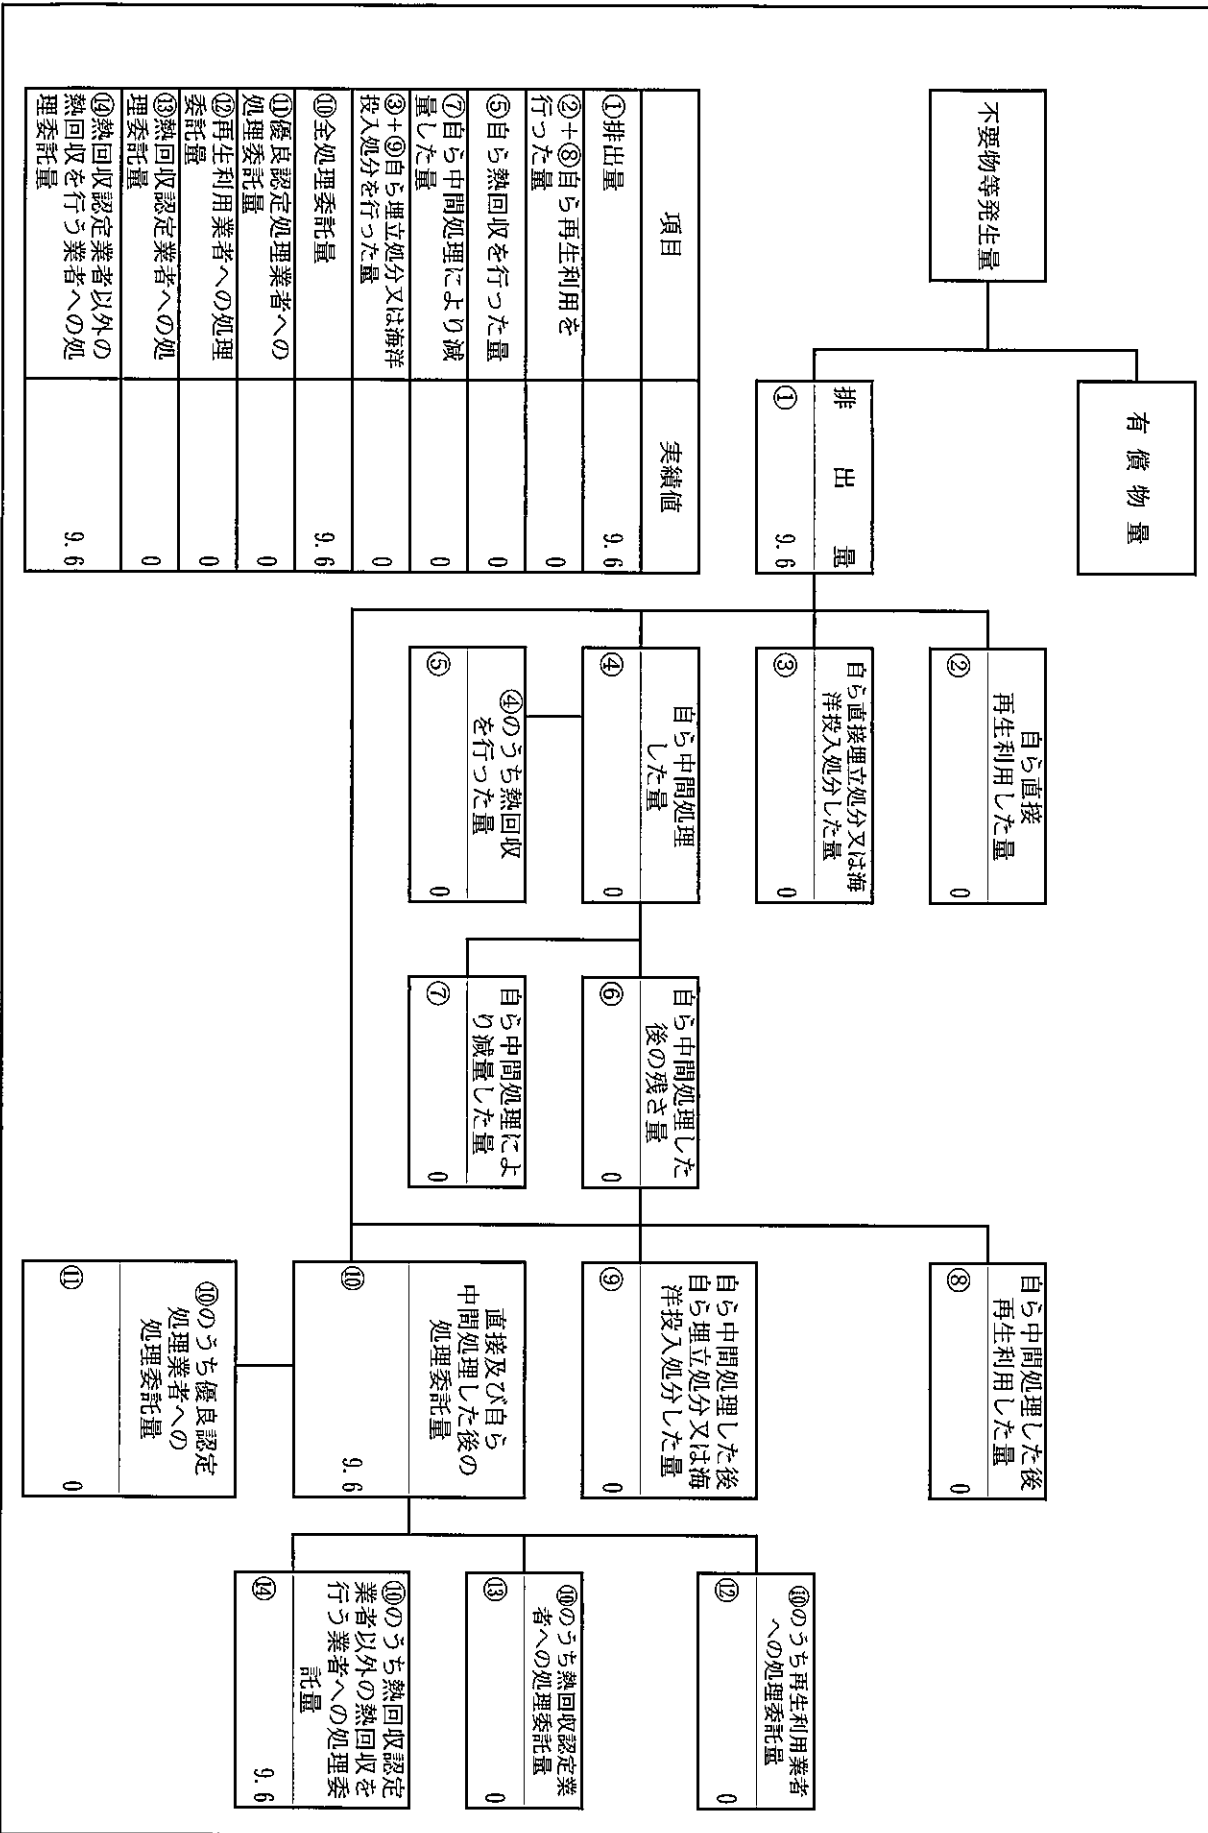 有償物量
不要物等発生量
排出量
①
9.6
自ら直接
再生利用した量
②
0
自ら直接埋立処分又は海
洋投入処分した量
③
0
自ら中間処理
した量
④
0
④のうち熱回収
を行った量
⑤
0
自ら中間処理した
後の残さ量
⑥
0
自ら中間処理によ
り減量した量
⑦
0
自ら中間処理した後
再生利用した量
⑧
0
自ら中間処理した後
自ら埋立処分又は海
洋投入処分した量
⑨
0
直接及び自ら
中間処理した後の
処理委託量
⑩
9.6
⑩のうち優良認定
処理業者への
処理委託量
⑪
0
⑩のうち再生利用業者
への処理委託量
⑫
0
⑩のうち熱回収認定業
者への処理委託量
⑬
0
⑩のうち熱回収認定
業者以外の熱回収を
行う業者への処理委
託量
⑭
9.6
項目 実績値
①排出量 9.6
②+⑧自ら再生利用を
行った量 0
⑤自ら熱回収を行った量 0
⑦自ら中間処理により減
量した量 0
③+⑨自ら埋立処分又は海洋
投入処分を行った量 0
⑩全処理委託量 9.6
⑪優良認定処理業者への
処理委託量 0
⑫再生利用業者への処理
委託量 0
⑬熱回収認定業者への処
理委託量 0
⑭熱回収認定業者以外の
熱回収を行う業者への処
理委託量 9.6